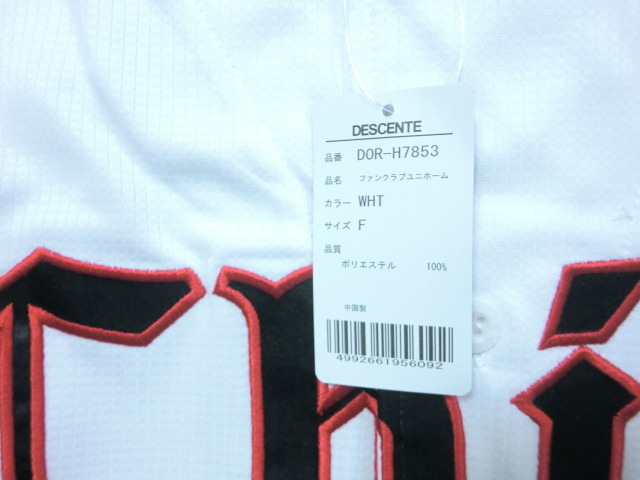 DESCENTE
品番 DOR-H7853
品名 ファンクラブユニホーム
カラー WHT
サイズ F
品質
ポリエステル 100%
中国製
4992661956092
Chi